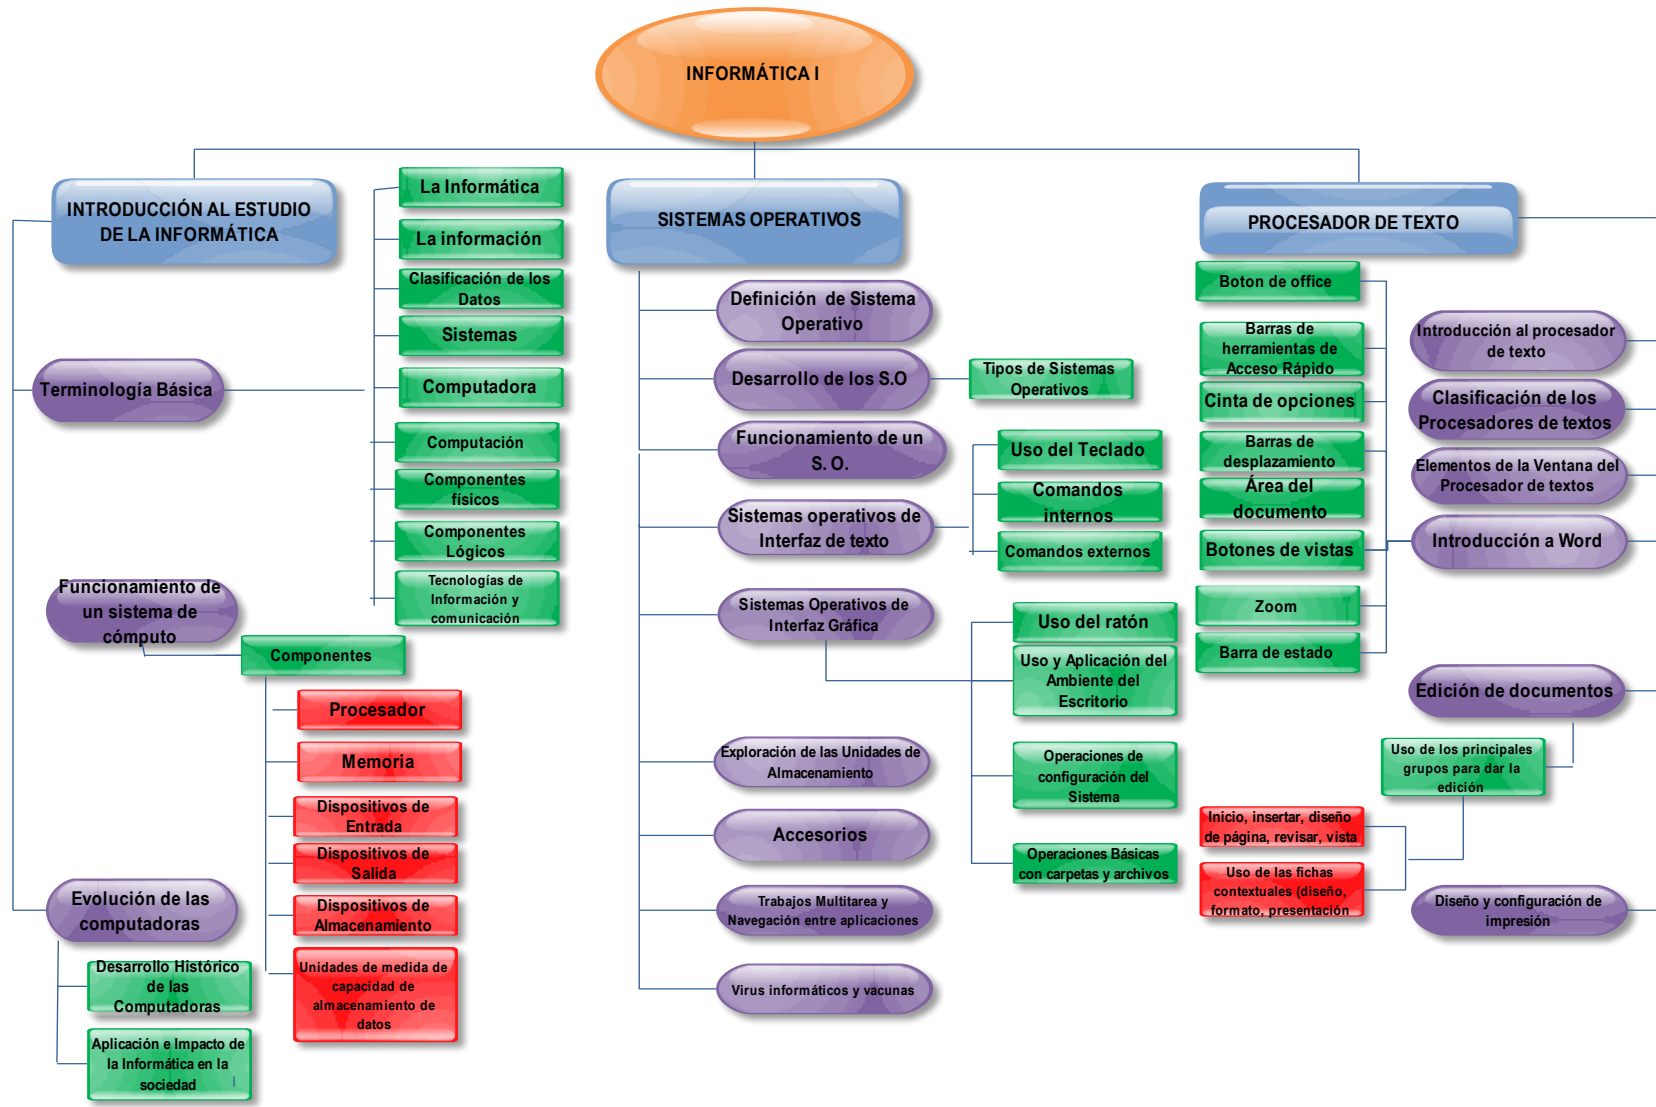 INFORMÁTICA I
INTRODUCCIÓN AL ESTUDIO
DE LA INFORMÁTICA
Terminología Básica
La Informática
La información
Clasificación de los
Datos
Sistemas
Computadora
Computación
Componentes
físicos
Componentes
Lógicos
Tecnologías de
Información y
comunicación
Funcionamiento de
un sistema de
cómputo
Componentes
Procesador
Memoria
Dispositivos de
Entrada
Dispositivos de
Salida
Dispositivos de
Almacenamiento
Unidades de medida de
capacidad de
almacenamiento de
datos
Evolución de las
computadoras
Desarrollo Histórico
de las
Computadoras
Aplicación e Impacto de
la Informática en la
sociedad
SISTEMAS OPERATIVOS
Definición de Sistema
Operativo
Desarrollo de los S.O
Tipos de Sistemas
Operativos
Funcionamiento de un
S. O.
Sistemas operativos de
Interfaz de texto
Uso del Teclado
Comandos
internos
Comandos externos
Sistemas Operativos de
Interfaz Gráfica
Uso del ratón
Uso y Aplicación del
Ambiente del
Escritorio
Operaciones de
configuración del
Sistema
Operaciones Básicas
con carpetas y archivos
Exploración de las Unidades de
Almacenamiento
Accesorios
Trabajos Multitarea y
Navegación entre aplicaciones
Virus informáticos y vacunas
PROCESADOR DE TEXTO
Introducción al procesador
de texto
Clasificación de los
Procesadores de textos
Elementos de la Ventana del
Procesador de textos
Introducción a Word
Boton de office
Barras de
herramientas de
Acceso Rápido
Cinta de opciones
Barras de
desplazamiento
Área del
documento
Botones de vistas
Zoom
Barra de estado
Edición de documentos
Uso de los principales
grupos para dar la
edición
Inicio, insertar, diseño
de página, revisar, vista
Uso de las fichas
contextuales (diseño,
formato, presentación
Diseño y configuración de
impresión